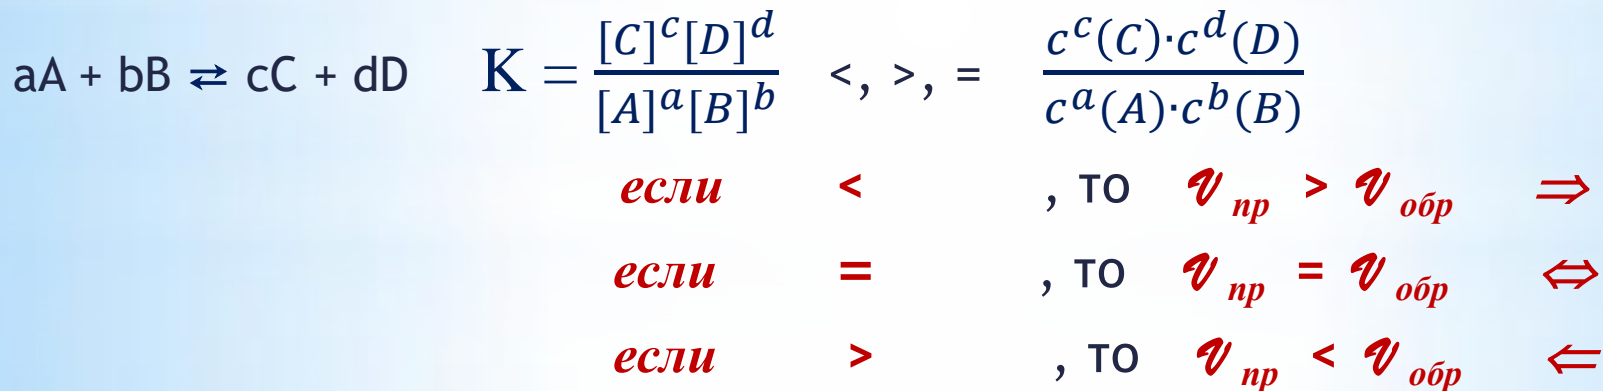 aA + bB ⇄ cC + dD K = [C]^c[D]^d / [A]^a[B]^b <, >, = c^c(C)·c^d(D) / c^a(A)·c^b(B)
если < , то 𝓋 пр > 𝓋 обр ⇒
если = , то 𝓋 пр = 𝓋 обр ⇔
если > , то 𝓋 пр < 𝓋 обр ⇐